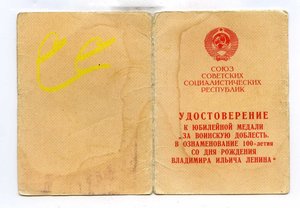 СОЮЗ
СОВЕТСКИХ
СОЦИАЛИСТИЧЕСКИХ
РЕСПУБЛИК
УДОСТОВЕРЕНИЕ
К ЮБИЛЕЙНОЙ МЕДАЛИ
„ЗА ВОИНСКУЮ ДОБЛЕСТЬ.
В ОЗНАМЕНОВАНИЕ 100-летия
СО ДНЯ РОЖДЕНИЯ
ВЛАДИМИРА ИЛЬИЧА ЛЕНИНА“